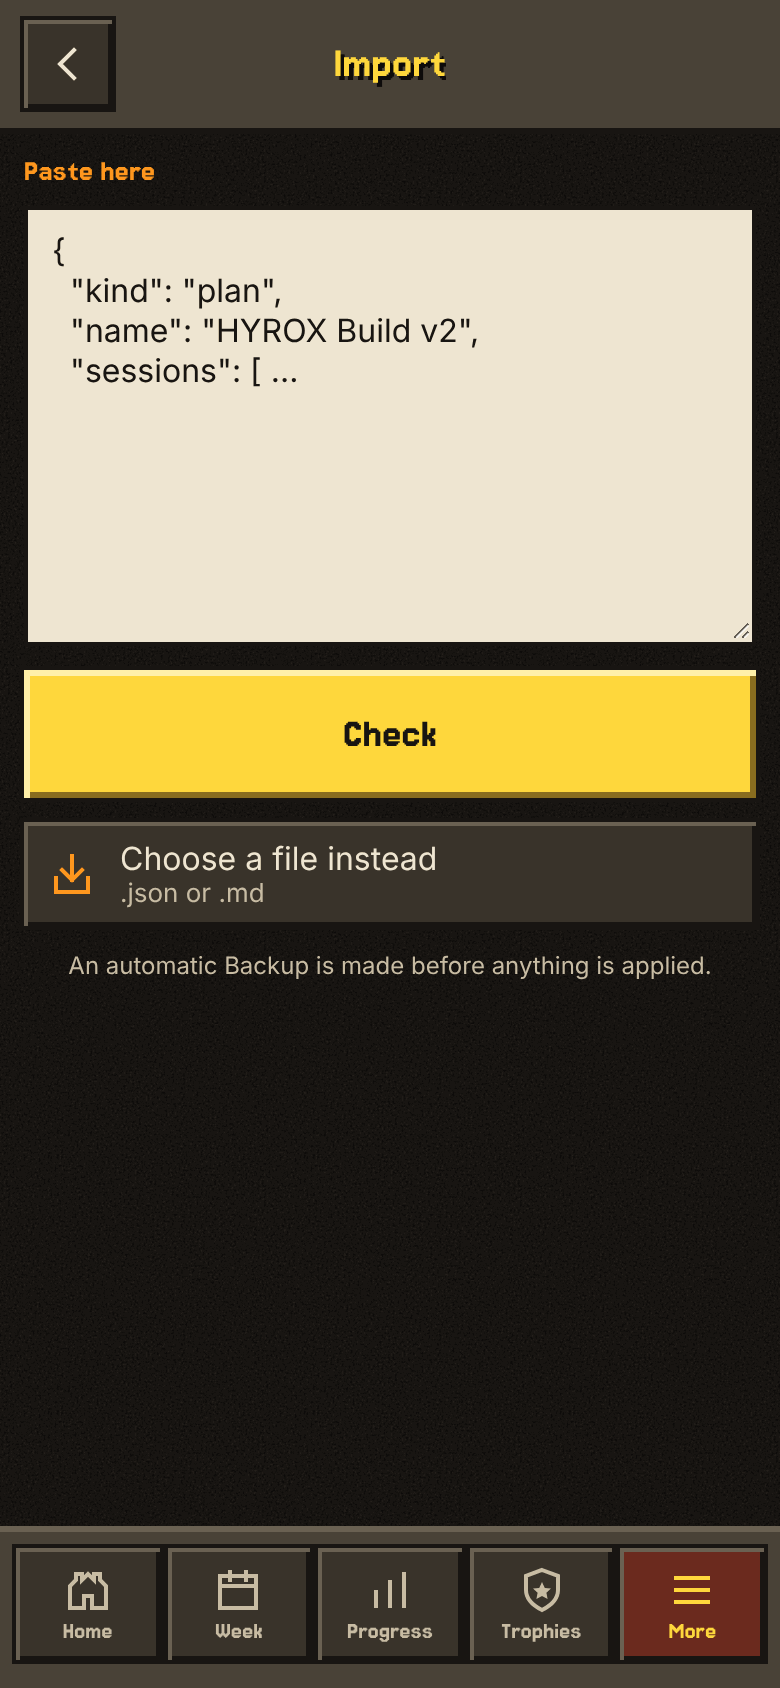 Import
Paste here
{
"kind": "plan",
"name": "HYROX Build v2",
"sessions": [ ...
Check
Choose a file instead
.json or .md
An automatic Backup is made before anything is applied.
Home
Week
Progress
Trophies
More